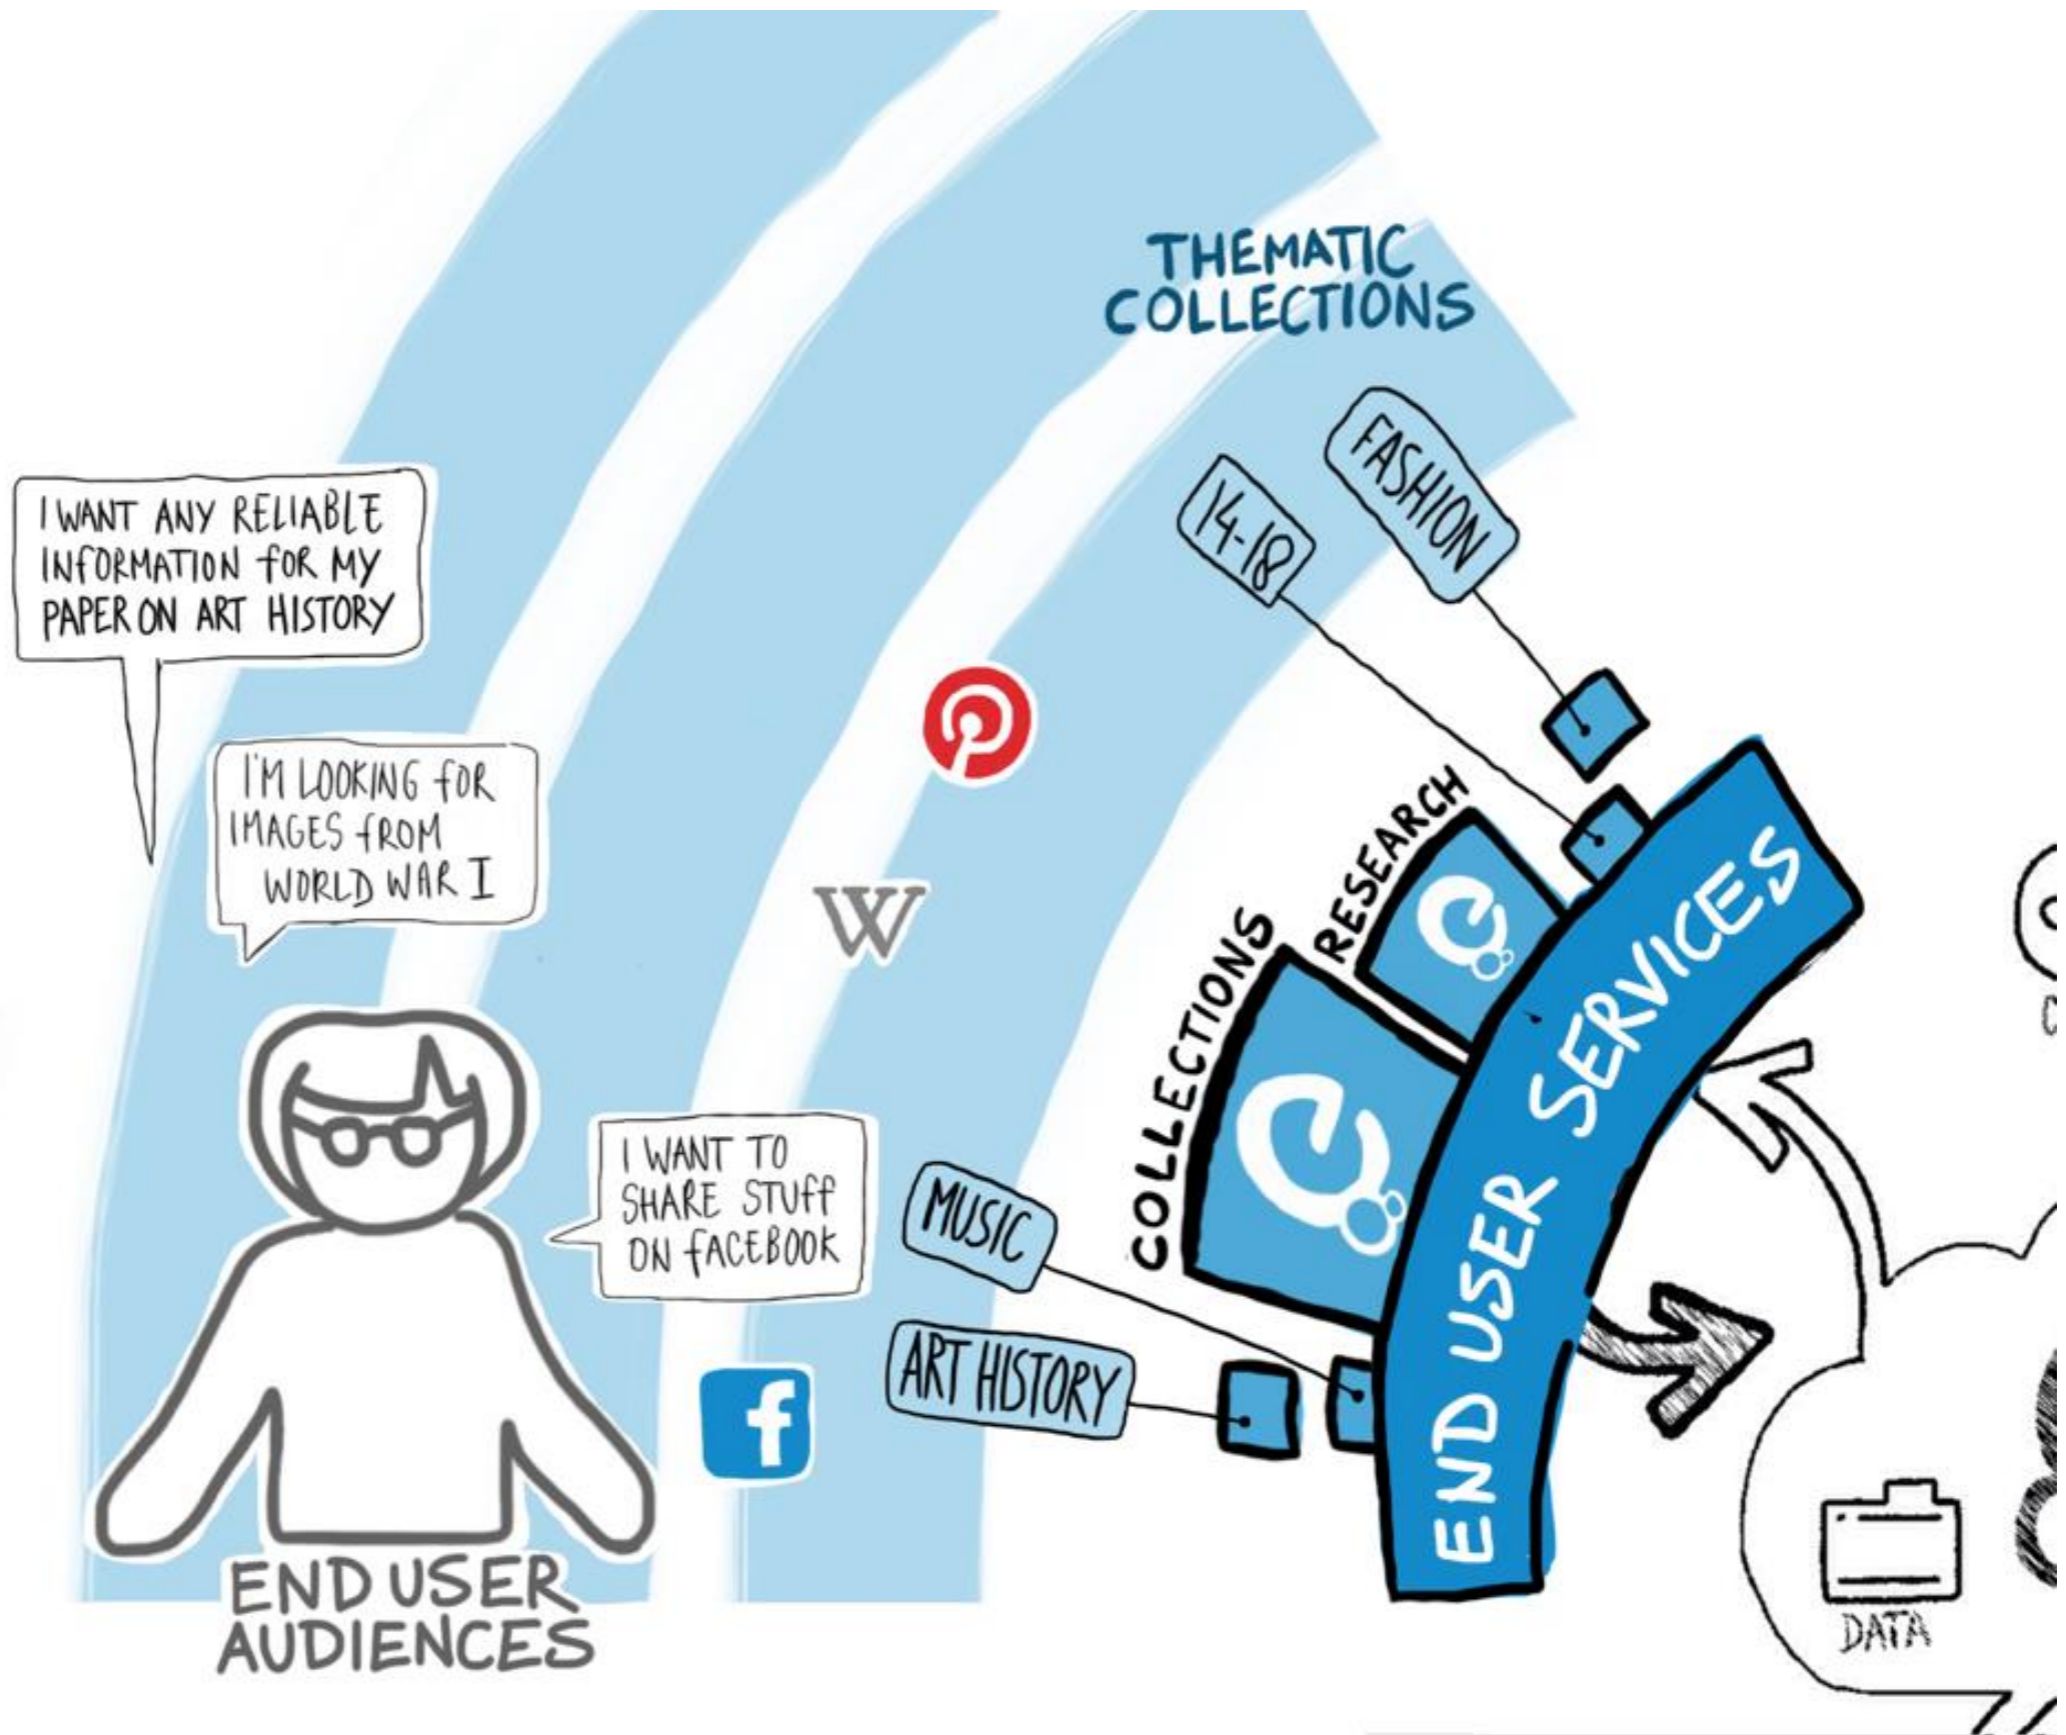 THEMATIC
COLLECTIONS
FASHION
14-18
I WANT ANY RELIABLE
INFORMATION FOR MY
PAPER ON ART HISTORY
I'M LOOKING FOR
IMAGES FROM
WORLD WAR I
RESEARCH
COLLECTIONS
END USER SERVICES
W
I WANT TO
SHARE STUFF
ON FACEBOOK
MUSIC
ART HISTORY
f
END USER
AUDIENCES
DATA